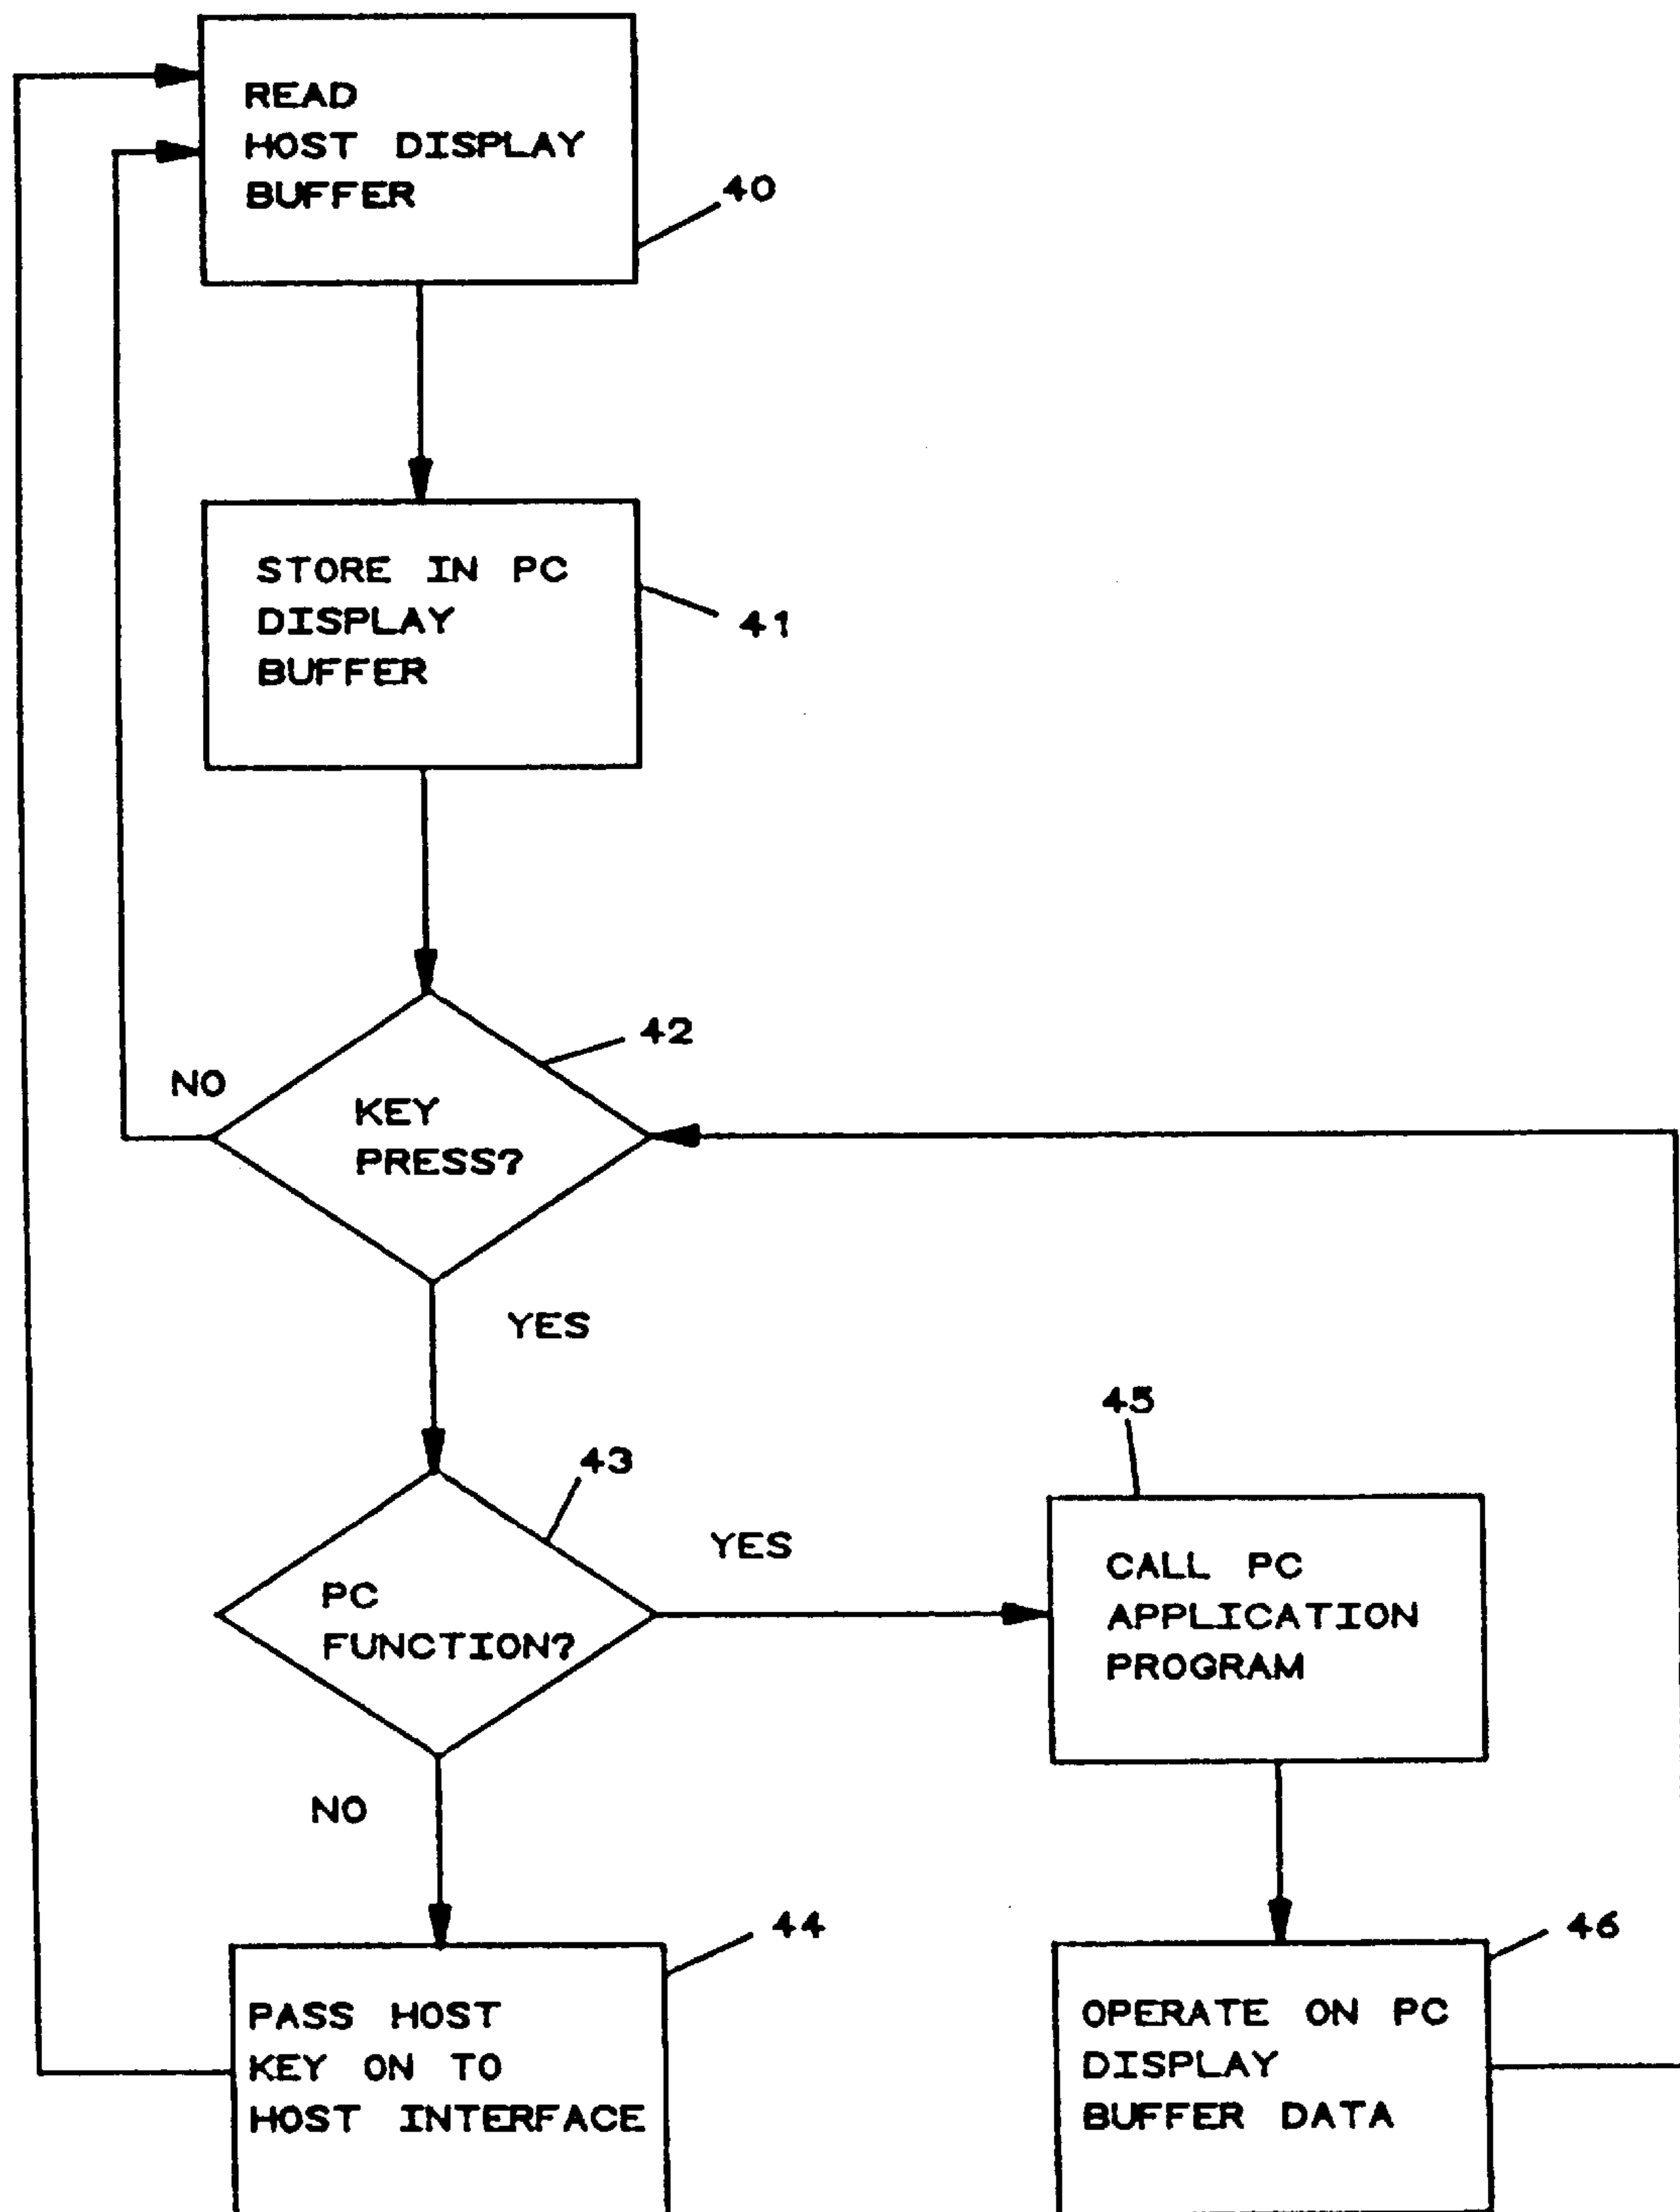 READ
HOST DISPLAY
BUFFER
40
STORE IN PC
DISPLAY
BUFFER
41
42
NO
KEY
PRESS?
YES
43
PC
FUNCTION?
YES
45
CALL PC
APPLICATION
PROGRAM
NO
44
PASS HOST
KEY ON TO
HOST INTERFACE
46
OPERATE ON PC
DISPLAY
BUFFER DATA